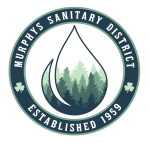 MURPHYS SANITARY DISTRICT
ESTABLISHED 1959